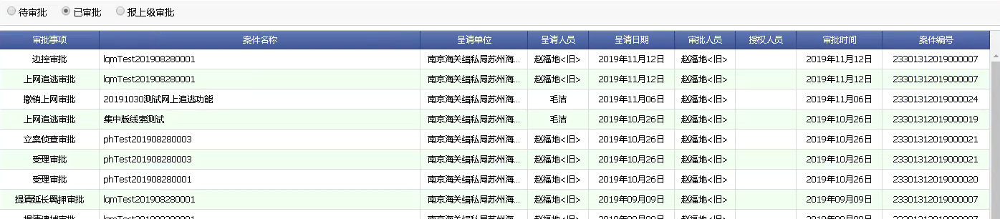 待审批 已审批 报上级审批
审批事项 案件名称 呈请单位 呈请人员 呈请日期 审批人员 授权人员 审批时间 案件编号
边控审批 lqmTest201908280001 南京海关缉私局苏州海... 赵福地<旧> 2019年11月12日 赵福地<旧> 2019年11月12日 23301312019000007
上网追逃审批 lqmTest201908280001 南京海关缉私局苏州海... 赵福地<旧> 2019年11月12日 赵福地<旧> 2019年11月12日 23301312019000007
撤销上网审批 20191030测试网上追逃功能 南京海关缉私局苏州海... 毛洁 2019年11月06日 赵福地<旧> 2019年11月06日 23301312019000024
上网追逃审批 集中版线索测试 南京海关缉私局苏州海... 毛洁 2019年10月26日 赵福地<旧> 2019年10月26日 23301312019000019
立案侦查审批 phTest201908280003 南京海关缉私局苏州海... 赵福地<旧> 2019年10月26日 赵福地<旧> 2019年10月26日 23301312019000021
受理审批 phTest201908280003 南京海关缉私局苏州海... 赵福地<旧> 2019年10月26日 赵福地<旧> 2019年10月26日 23301312019000021
受理审批 phTest201908280001 南京海关缉私局苏州海... 赵福地<旧> 2019年10月26日 赵福地<旧> 2019年10月26日 23301312019000020
提请延长羁押审批 lqmTest201908280001 南京海关缉私局苏州海... 赵福地<旧> 2019年09月09日 赵福地<旧> 2019年09月09日 23301312019000007